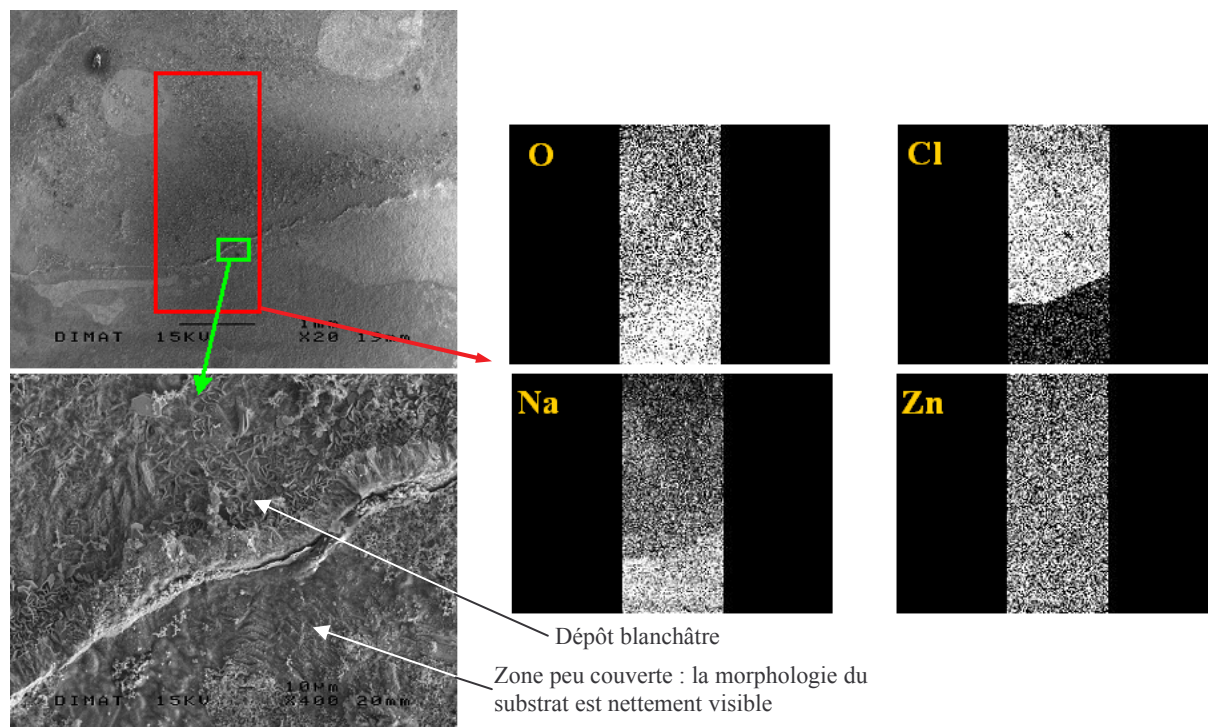 1mm
DIMAT 15KV X20 19mm
O
Cl
Na
Zn
Dépôt blanchâtre
Zone peu couverte : la morphologie du
substrat est nettement visible
10µm
DIMAT 15KV X400 20mm